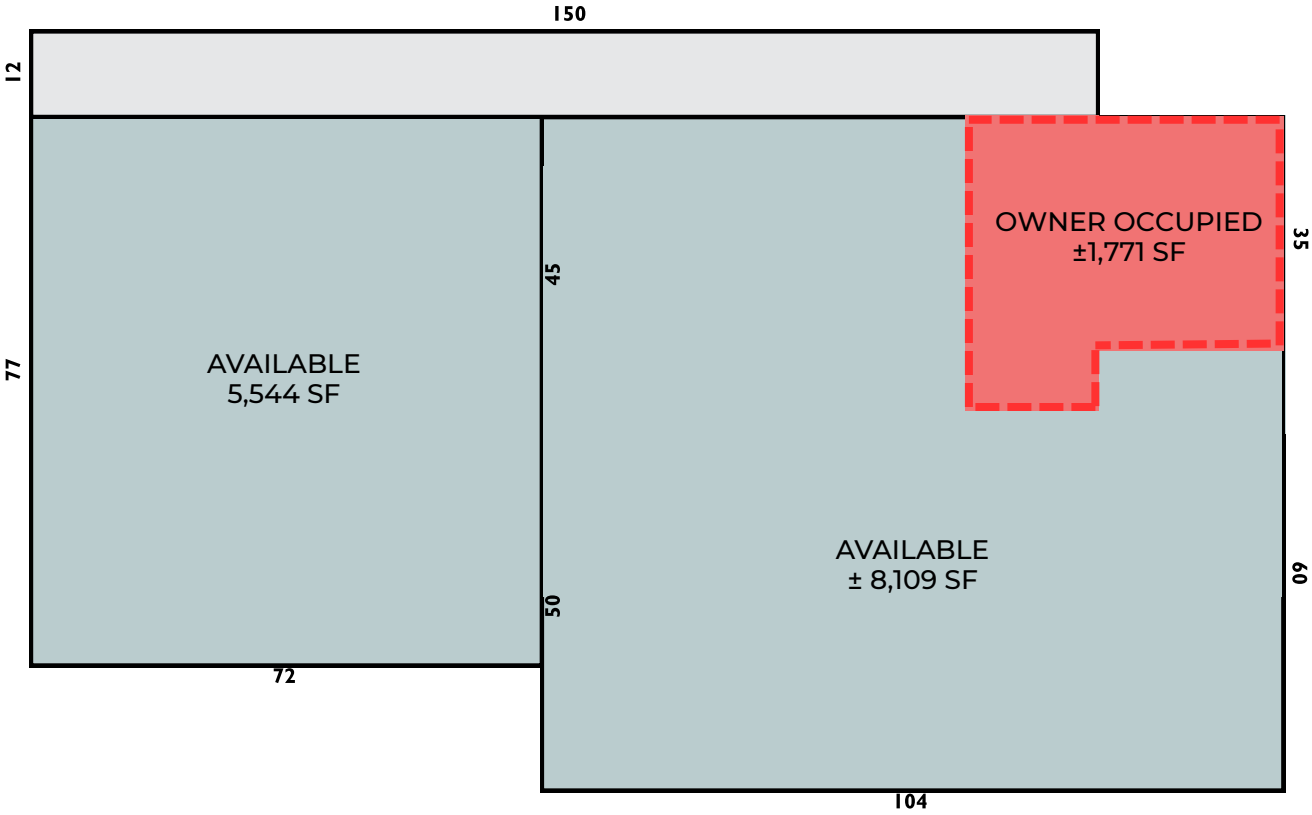 150
12
OWNER OCCUPIED
±1,771 SF
35
45
77
AVAILABLE
5,544 SF
AVAILABLE
± 8,109 SF
60
50
72
104